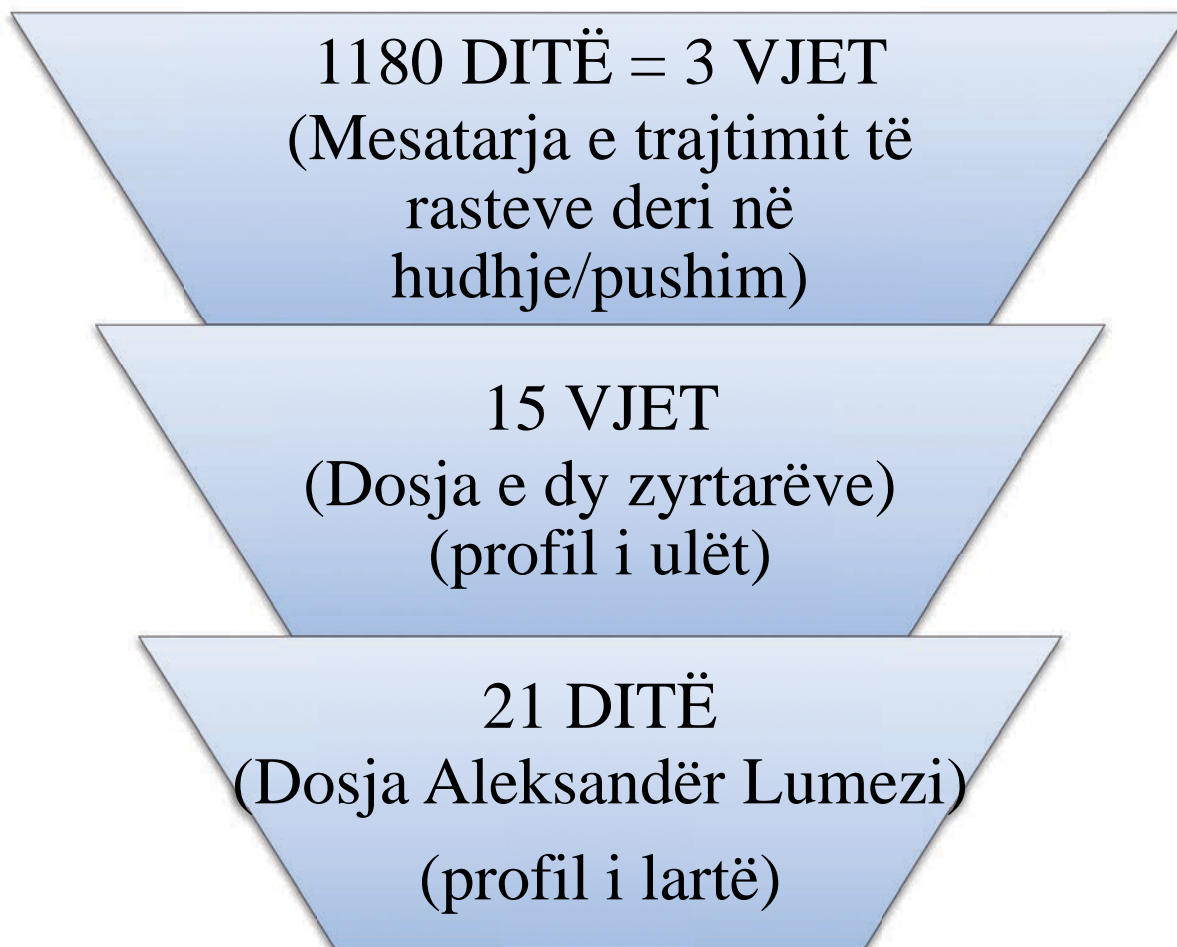 1180 DITË = 3 VJET
(Mesatarja e trajtimit të
rasteve deri në
hudhje/pushim)
15 VJET
(Dosja e dy zyrtarëve)
(profil i ulët)
21 DITË
(Dosja Aleksandër Lumezi)
(profil i lartë)